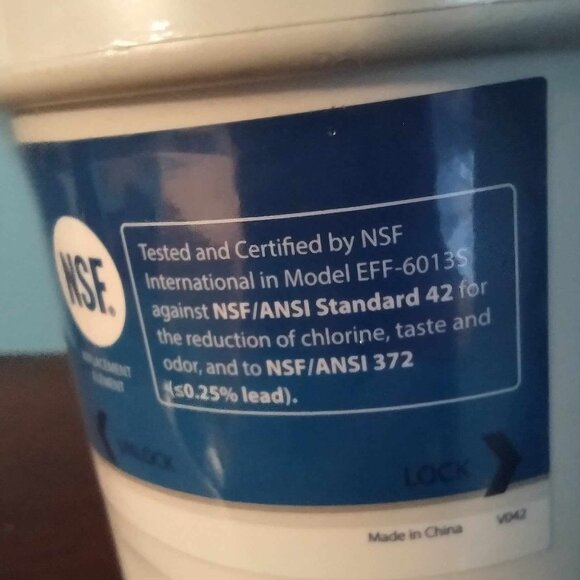 NSF®
Tested and Certified by NSF
International in Model EFF-6013S
against NSF/ANSI Standard 42 for
the reduction of chlorine, taste and
odor, and to NSF/ANSI 372
(≤0.25% lead).
REPLACEMENT
ELEMENT
UNLOCK
LOCK
Made in China
V042